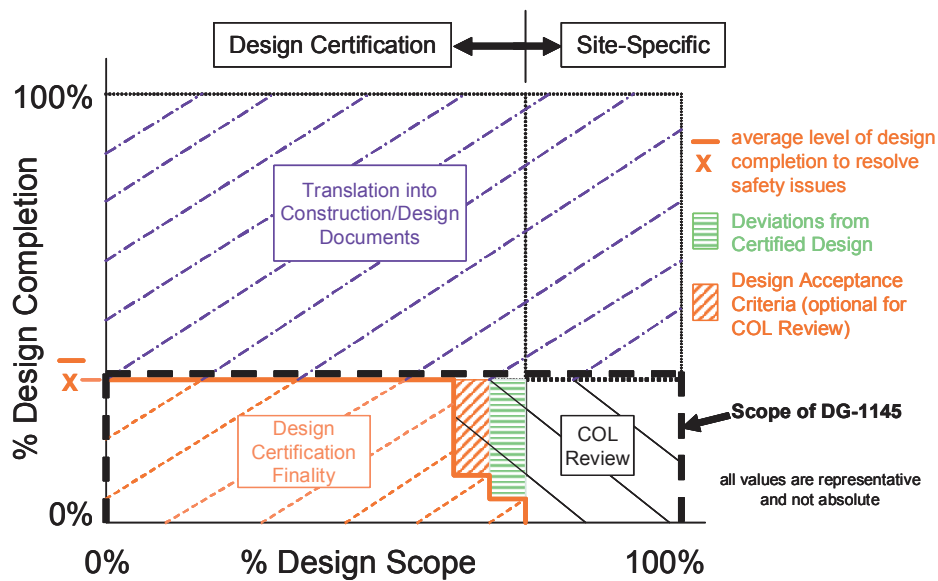 Design Certification
Site-Specific
100%
% Design Completion
Translation into
Construction/Design
Documents
average level of design
x completion to resolve
safety issues
Deviations from
Certified Design
Design Acceptance
Criteria (optional for
COL Review)
x
Design
Certification
Finality
COL
Review
Scope of DG-1145
all values are representative
and not absolute
0%
0%
% Design Scope
100%